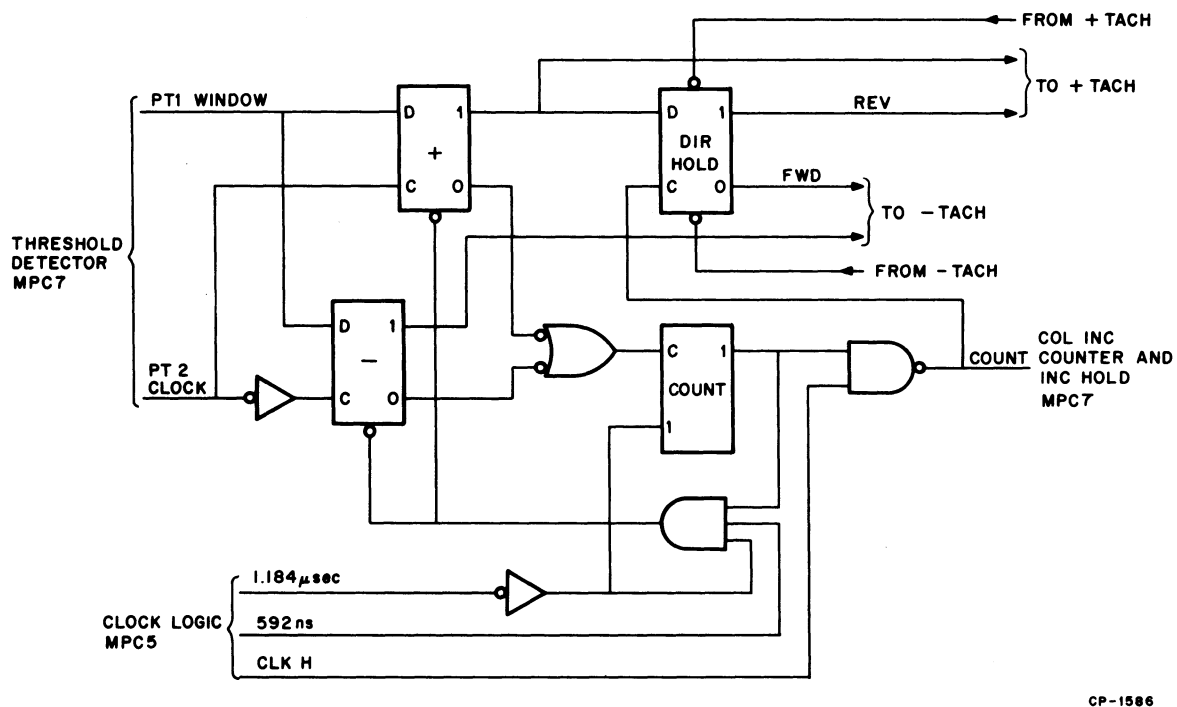 FROM + TACH
PT1 WINDOW
TO + TACH
D 1
+
C 0
D 1
DIR
HOLD
C 0
REV
FWD
TO - TACH
FROM - TACH
THRESHOLD
DETECTOR
MPC7
D 1
-
C 0
PT 2
CLOCK
C 1
COUNT
1
COUNT
COL INC
COUNTER AND
INC HOLD
MPC7
CLOCK LOGIC
MPC5
1.184μsec
592ns
CLK H
CP-1586